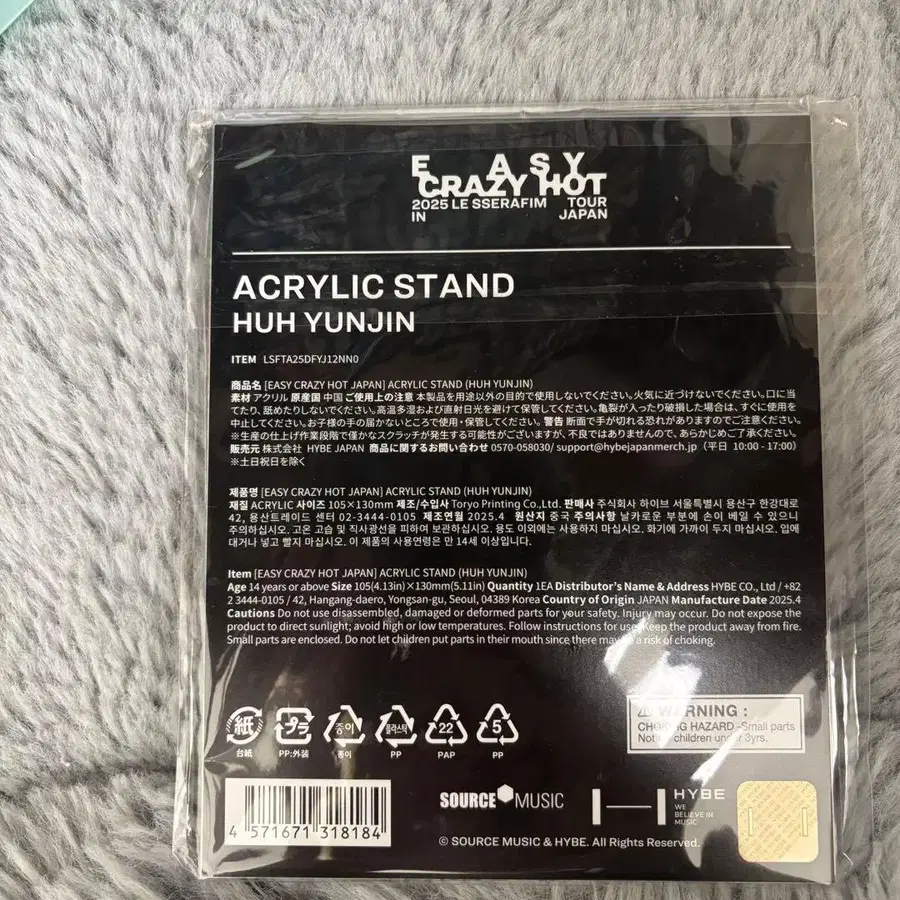 E ASY
CRAZY HOT
2025 LE SSERAFIM TOUR
IN JAPAN
ACRYLIC STAND
HUH YUNJIN
ITEM LSFTA25DFYJ12NN0
商品名 [EASY CRAZY HOT JAPAN] ACRYLIC STAND (HUH YUNJIN)
素材 アクリル 原産国 中国 ご使用上の注意 本製品を用途以外の目的で使用しないでください。火気に近づけないでください。口に当
てたり、舐めたりしないでください。高温多湿および直射日光を避けて保管してください。亀裂が入ったり破損した場合は、すぐに使用を
中止してください。お子様の手の届かないところで使用・保管してください。警告 断面で手が切れる恐れがありますのでご注意ください。
※生産の仕上げ作業段階で僅かなスクラッチが発生する可能性がございますが、不良ではありませんので、あらかじめご了承ください。
販売元 株式会社 HYBE JAPAN 商品に関するお問い合わせ 0570-058030/ support@hybejapanmerch.jp (平日 10:00 - 17:00)
※土日祝日を除く
제품명 [EASY CRAZY HOT JAPAN] ACRYLIC STAND (HUH YUNJIN)
재질 ACRYLIC 사이즈 105×130mm 제조/수입사 Toryo Printing Co.,Ltd. 판매사 주식회사 하이브 서울특별시 용산구 한강대로
42, 용산트레이드 센터 02-3444-0105 제조연월 2025.4 원산지 중국 주의사항 날카로운 부분에 손이 베일 수 있으니
주의하십시오. 고온 고습 및 직사광선을 피하여 보관하십시오. 용도 이외에는 사용하지 마십시오. 화기에 가까이 두지 마십시오. 입에
대거나 넣고 빨지 마십시오. 이 제품의 사용연령은 만 14세 이상입니다.
Item [EASY CRAZY HOT JAPAN] ACRYLIC STAND (HUH YUNJIN)
Age 14 years or above Size 105(4.13in)×130mm(5.11in) Quantity 1EA Distributor's Name & Address HYBE CO., Ltd / +82
2 3444-0105 / 42, Hangang-daero, Yongsan-gu, Seoul, 04389 Korea Country of Origin JAPAN Manufacture Date 2025.4
Cautions Do not use disassembled, damaged or deformed parts for your safety. Injury may occur. Do not expose the
product to direct sunlight; avoid high or low temperatures. Follow instructions for use. Keep the product away from fire.
Small parts are enclosed. Do not let children put parts in their mouth since there may be a risk of choking.
紙 プラ 종이 플라스틱 22 5
台紙 PP:外装 종이 PP PAP PP
WARNING :
CHOKING HAZARD -Small parts
Not for children under 3yrs.
4 571671 318184
SOURCE MUSIC
HYBE
WE
BELIEVE IN
MUSIC
© SOURCE MUSIC & HYBE. All Rights Reserved.